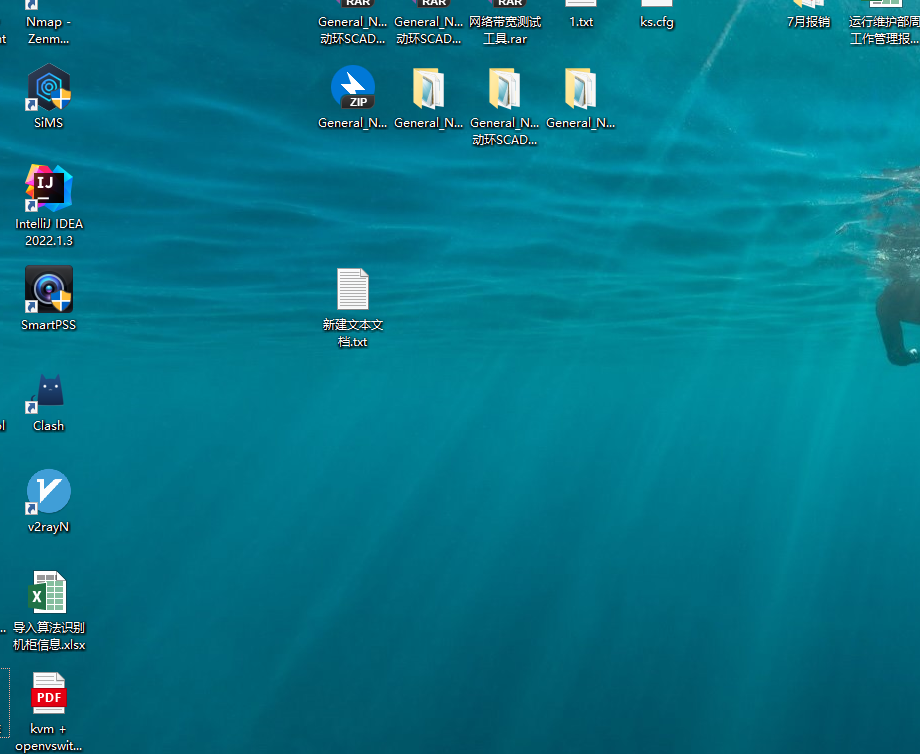 Nmap -
Zenm...
RAR
General_N...
动环SCAD...
RAR
General_N...
动环SCAD...
RAR
网络带宽测试
工具.rar
1.txt
ks.cfg
7月报销
运行维护部周
工作管理报...
SiMS
ZIP
General_N...
General_N...
General_N...
动环SCAD...
General_N...
IJ
IntelliJ IDEA
2022.1.3
SmartPSS
新建文本文
档.txt
Clash
v2rayN
X
导入算法识别
机柜信息.xlsx
PDF
kvm +
openvswit...